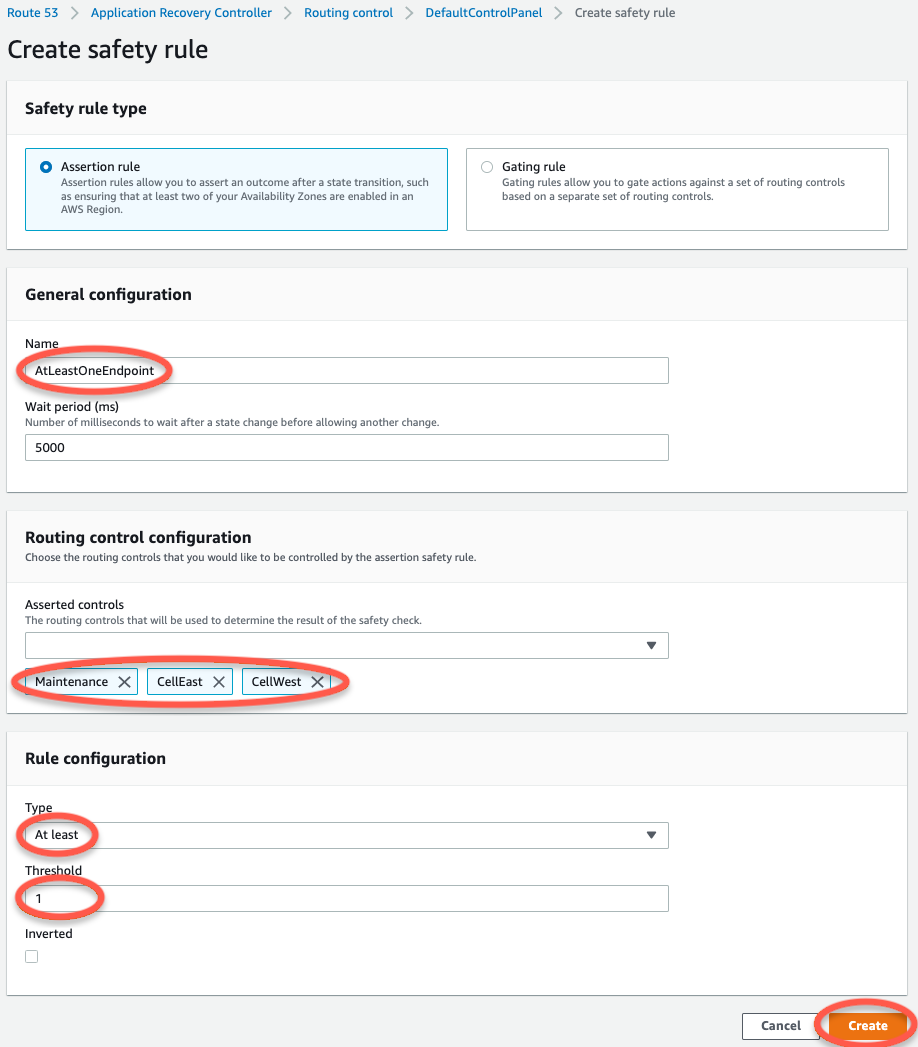 Route 53 > Application Recovery Controller > Routing control > DefaultControlPanel > Create safety rule
Create safety rule
Safety rule type
Assertion rule
Assertion rules allow you to assert an outcome after a state transition, such
as ensuring that at least two of your Availability Zones are enabled in an
AWS Region.
Gating rule
Gating rules allow you to gate actions against a set of routing controls
based on a separate set of routing controls.
General configuration
Name
AtLeastOneEndpoint
Wait period (ms)
Number of milliseconds to wait after a state change before allowing another change.
5000
Routing control configuration
Choose the routing controls that you would like to be controlled by the assertion safety rule.
Asserted controls
The routing controls that will be used to determine the result of the safety check.
Maintenance CellEast CellWest
Rule configuration
Type
At least
Threshold
1
Inverted
Cancel Create